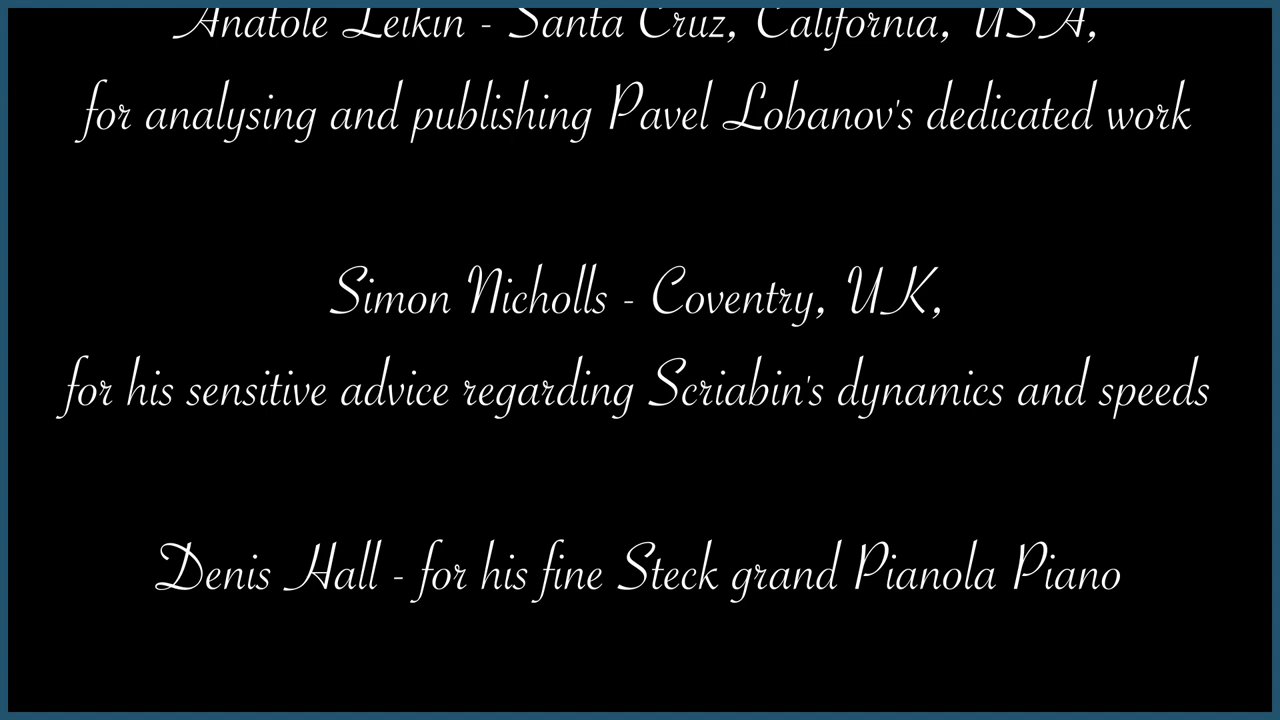 Anatole Leikin - Santa Cruz, California, USA,
for analysing and publishing Pavel Lobanov's dedicated work
Simon Nicholls - Coventry, UK,
for his sensitive advice regarding Scriabin's dynamics and speeds
Denis Hall - for his fine Steck grand Pianola Piano